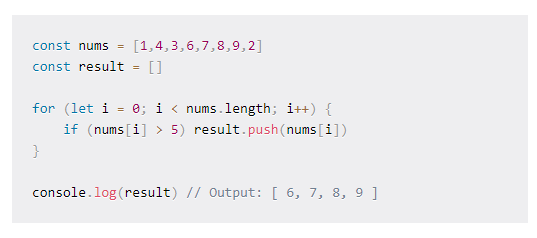 const nums = [1,4,3,6,7,8,9,2]
const result = []

for (let i = 0; i < nums.length; i++) {
    if (nums[i] > 5) result.push(nums[i])
}

console.log(result) // Output: [ 6, 7, 8, 9 ]